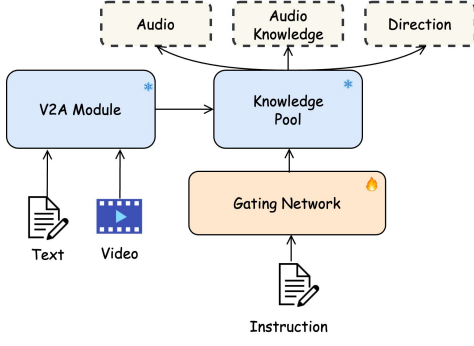 Audio
Audio
Knowledge
Direction
V2A Module
Knowledge
Pool
Gating Network
Text
Video
Instruction